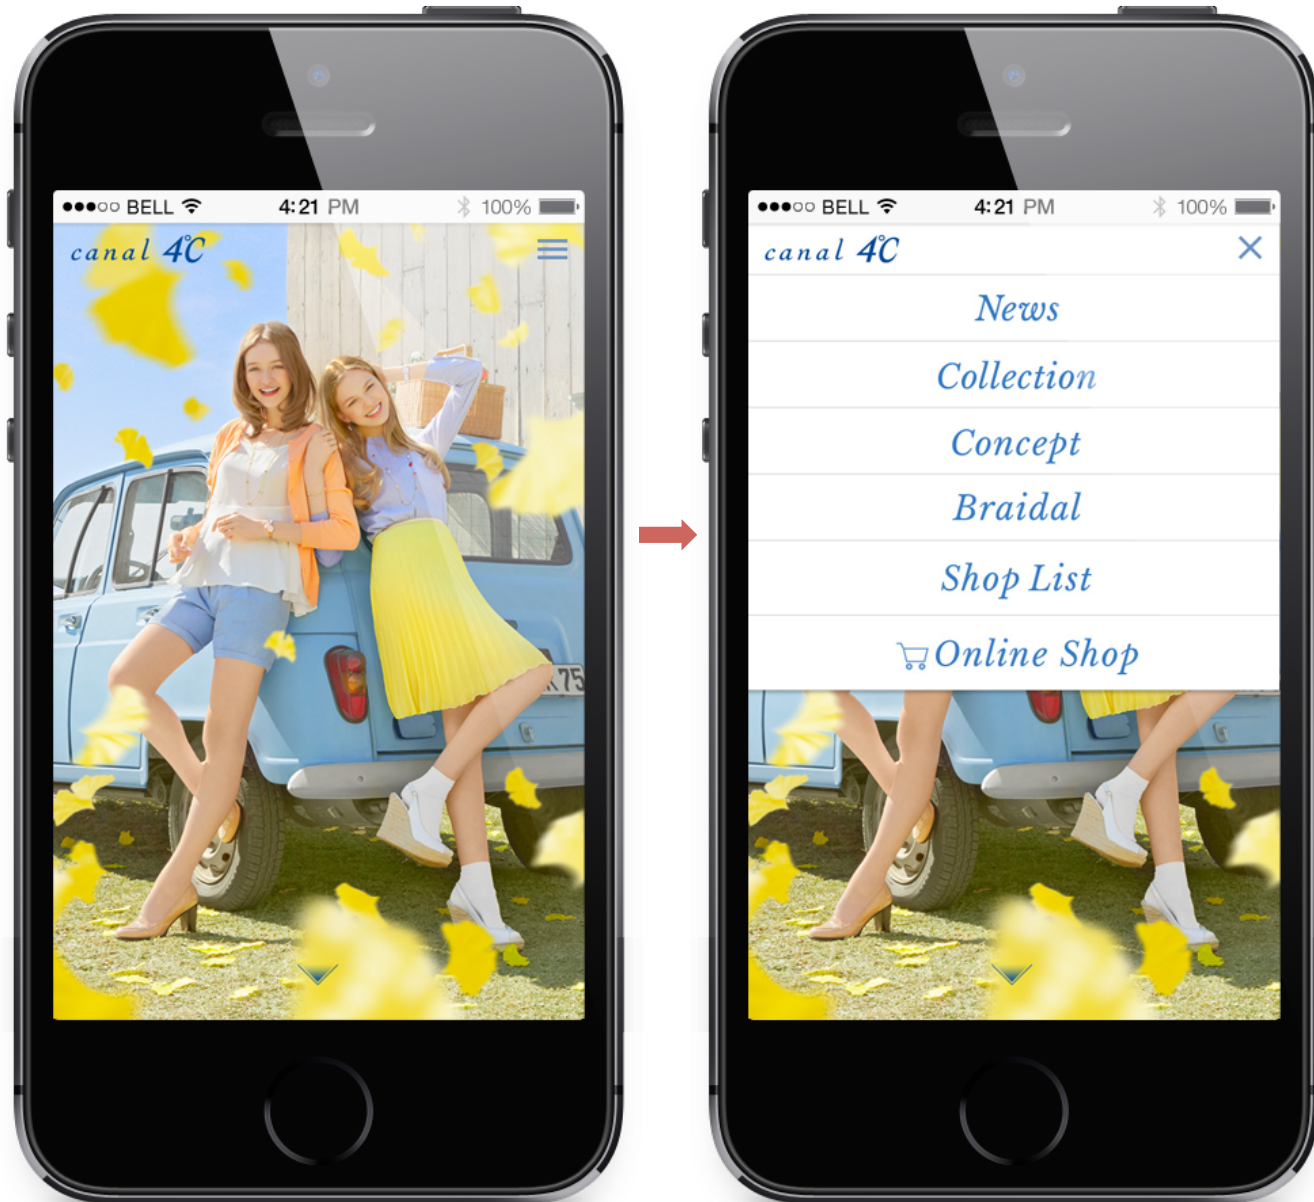 ●●●○○ BELL 4:21 PM 100%
canal 4℃
75
●●●○○ BELL 4:21 PM 100%
canal 4℃
News
Collection
Concept
Braidal
Shop List
Online Shop